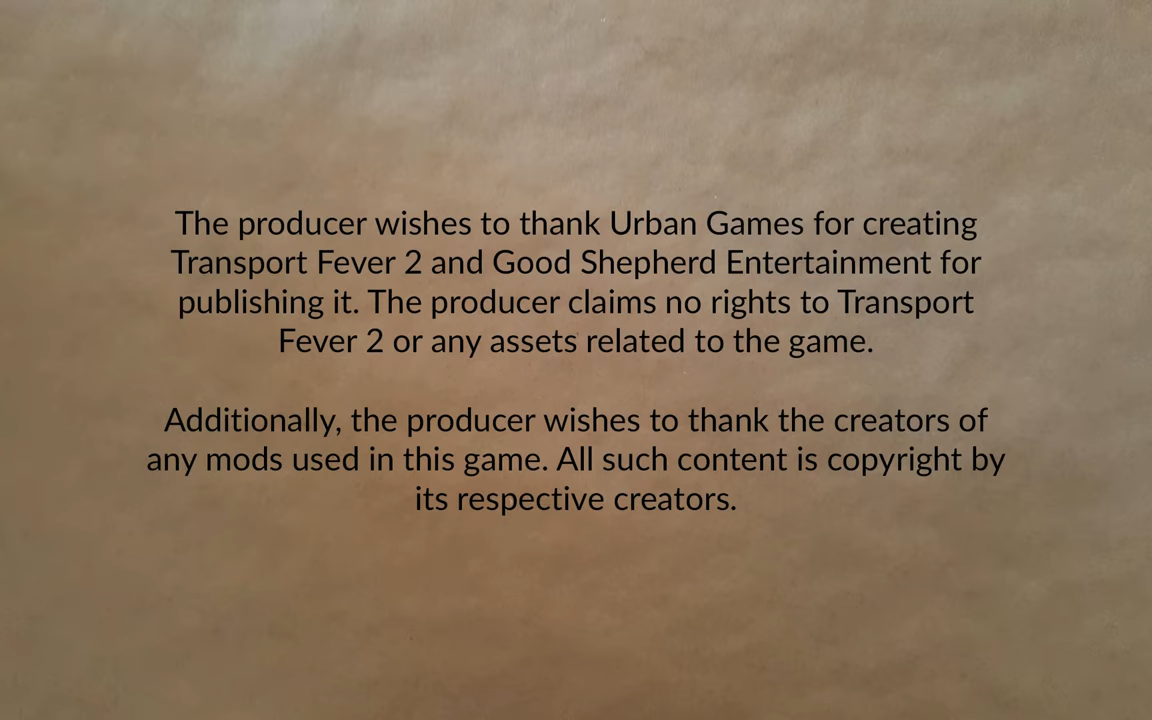 The producer wishes to thank Urban Games for creating
Transport Fever 2 and Good Shepherd Entertainment for
publishing it. The producer claims no rights to Transport
Fever 2 or any assets related to the game.
Additionally, the producer wishes to thank the creators of
any mods used in this game. All such content is copyright by
its respective creators.